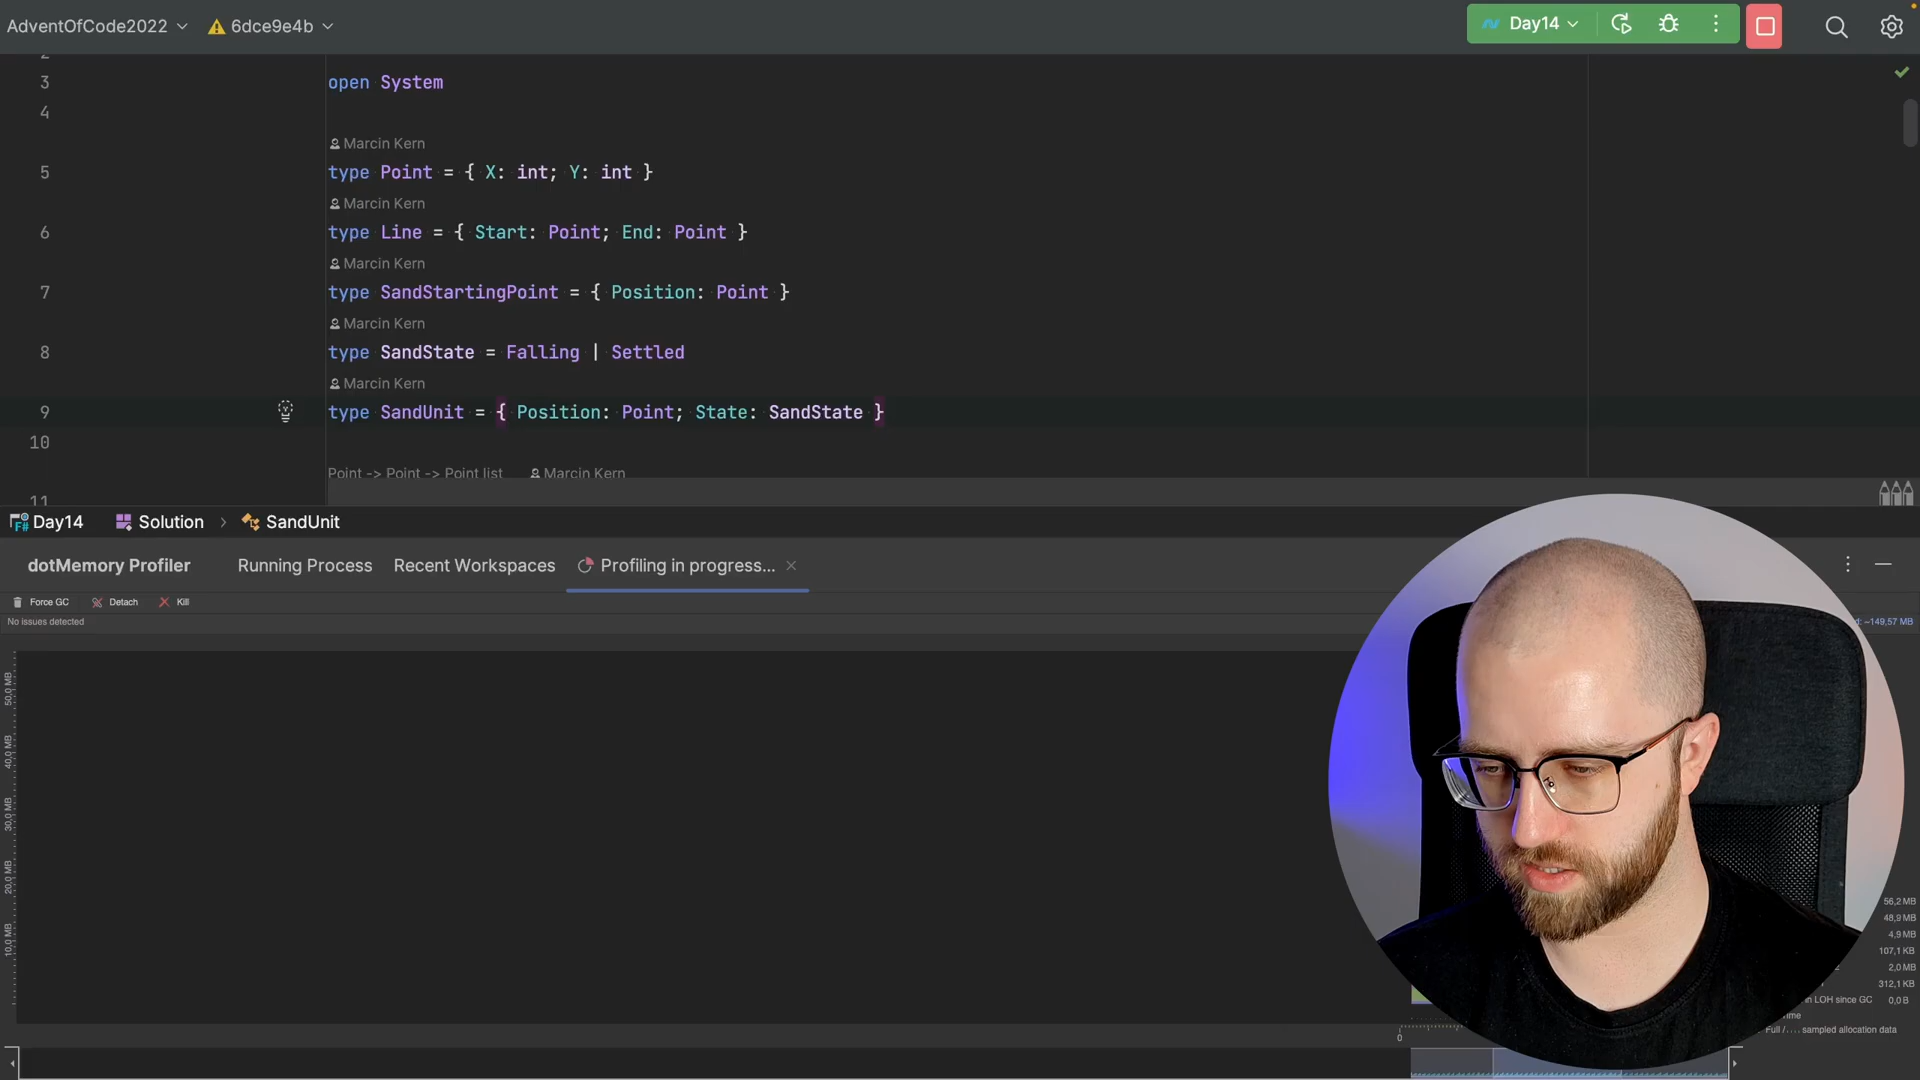 AdventOfCode2022 6dce9e4b Day14
3 open System
4
Marcin Kern
5 type Point = { X: int; Y: int }
Marcin Kern
6 type Line = { Start: Point; End: Point }
Marcin Kern
7 type SandStartingPoint = { Position: Point }
Marcin Kern
8 type SandState = Falling | Settled
Marcin Kern
9 type SandUnit = { Position: Point; State: SandState }
10
Point -> Point -> Point list Marcin Kern
11
Day14 Solution > SandUnit
dotMemory Profiler Running Process Recent Workspaces Profiling in progress...
Force GC Detach Kill
No issues detected ~149,57 MB
50,0 MB
40,0 MB
30,0 MB
20,0 MB
10,0 MB
56,2 MB
48,9 MB
4,9 MB
107,1 KB
2,0 MB
312,1 KB
in LOH since GC 0,0 B
Full / .... sampled allocation data
0